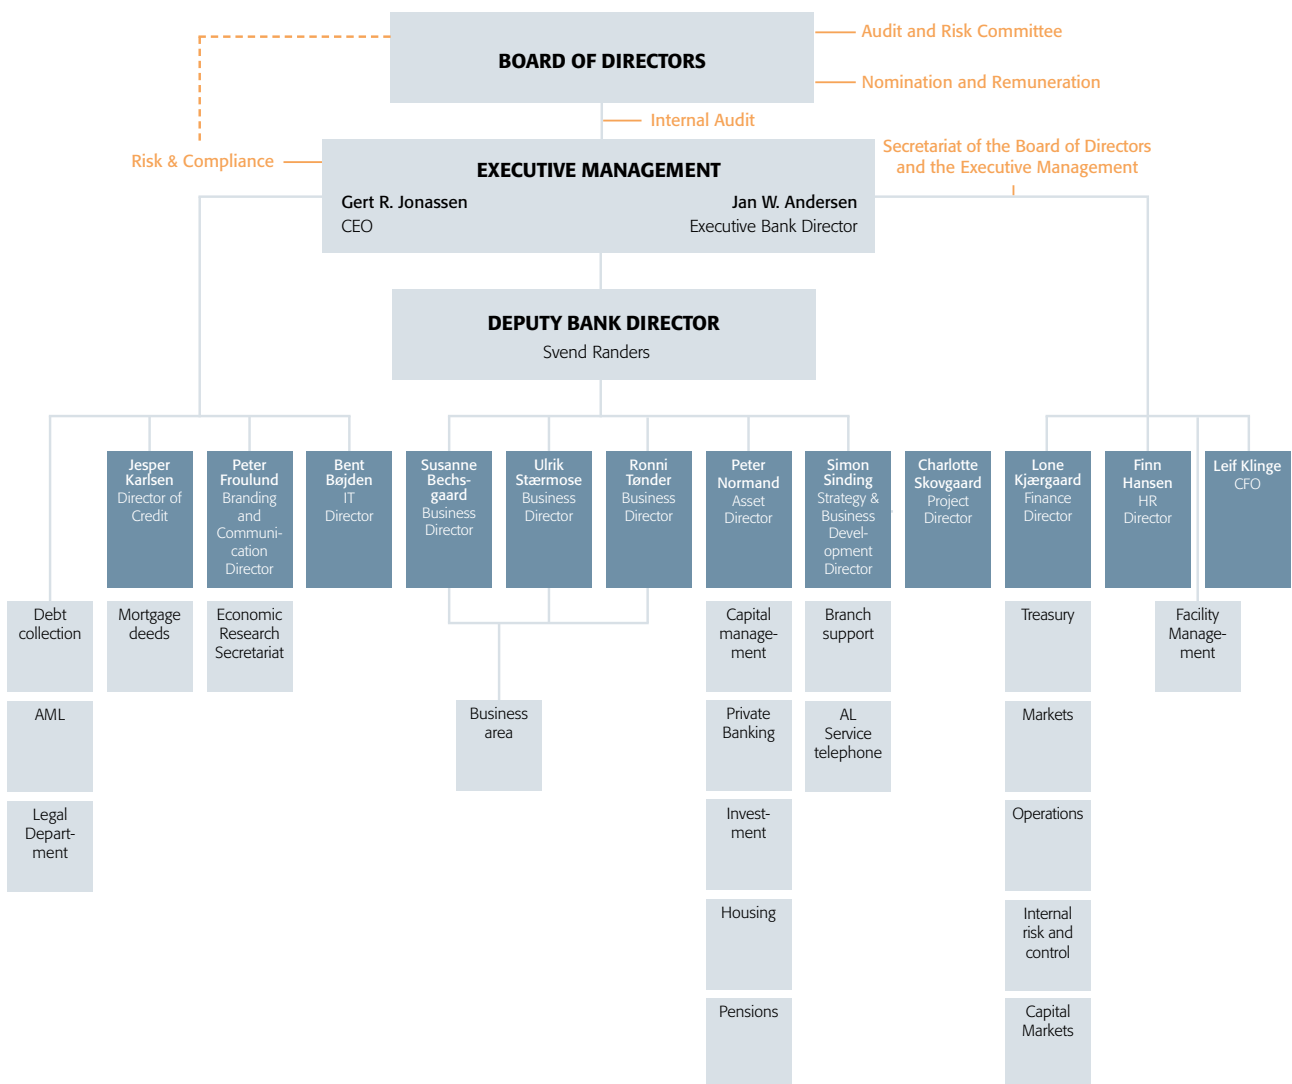 BOARD OF DIRECTORS
Audit and Risk Committee
Nomination and Remuneration
Internal Audit
Risk & Compliance
Secretariat of the Board of Directors
and the Executive Management
EXECUTIVE MANAGEMENT
Gert R. Jonassen
CEO
Jan W. Andersen
Executive Bank Director
DEPUTY BANK DIRECTOR
Svend Randers
Jesper
Karlsen
Director of
Credit
Peter
Froulund
Branding
and
Communi-
cation
Director
Bent
Bøjden
IT
Director
Susanne
Bechs-
gaard
Business
Director
Ulrik
Stærmose
Business
Director
Ronni
Tønder
Business
Director
Peter
Normand
Asset
Director
Simon
Sinding
Strategy &
Business
Devel-
opment
Director
Charlotte
Skovgaard
Project
Director
Lone
Kjærgaard
Finance
Director
Finn
Hansen
HR
Director
Leif Klinge
CFO
Debt
collection
AML
Legal
Depart-
ment
Mortgage
deeds
Economic
Research
Secretariat
Business
area
Capital
manage-
ment
Private
Banking
Invest-
ment
Housing
Pensions
Branch
support
AL
Service
telephone
Treasury
Markets
Operations
Internal
risk and
control
Capital
Markets
Facility
Manage-
ment